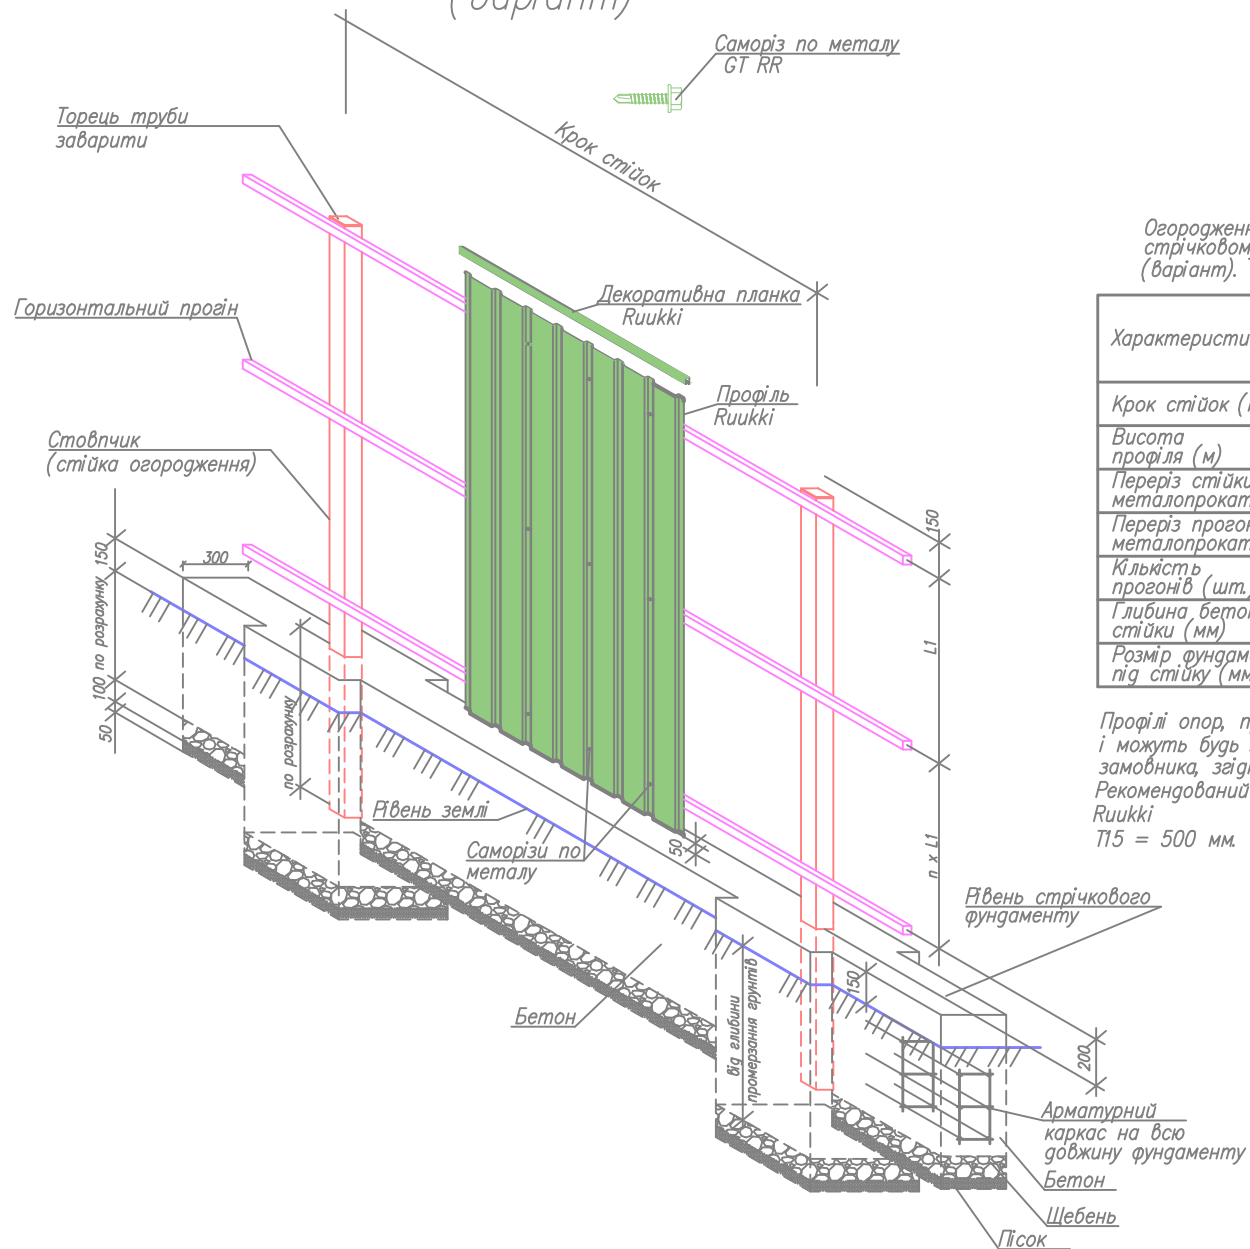 (варіант)
Саморіз по металу
GT RR
Торець труби
заварити
Крок стійок
Декоративна планка
Ruukki
Горизонтальний прогін
Профіль
Ruukki
Стовпчик
(стійка огородження)
150
300
по розрахунку
100
50
по розрахунку
150
L1
n x L1
Рівень землі
Саморізи по
металу
50
Бетон
від глибини
промерзання грунтів
150
Рівень стрічкового
фундаменту
200
Арматурний
каркас на всю
довжину фундаменту
Бетон
Щебень
Пісок
Огородженн
стрічковом
(варіант).
Характеристи
Крок стійок (
Висота
профіля (м)
Переріз стійки
металопрокат
Переріз прогон
металопрокат
Кількість
прогонів (шт.
Глибина бетон
стійки (мм)
Розмір фундам
під стійку (мм
Профілі опор, п
і можуть будь
замовника, згід
Рекомендований
Ruukki
T15 = 500 мм.